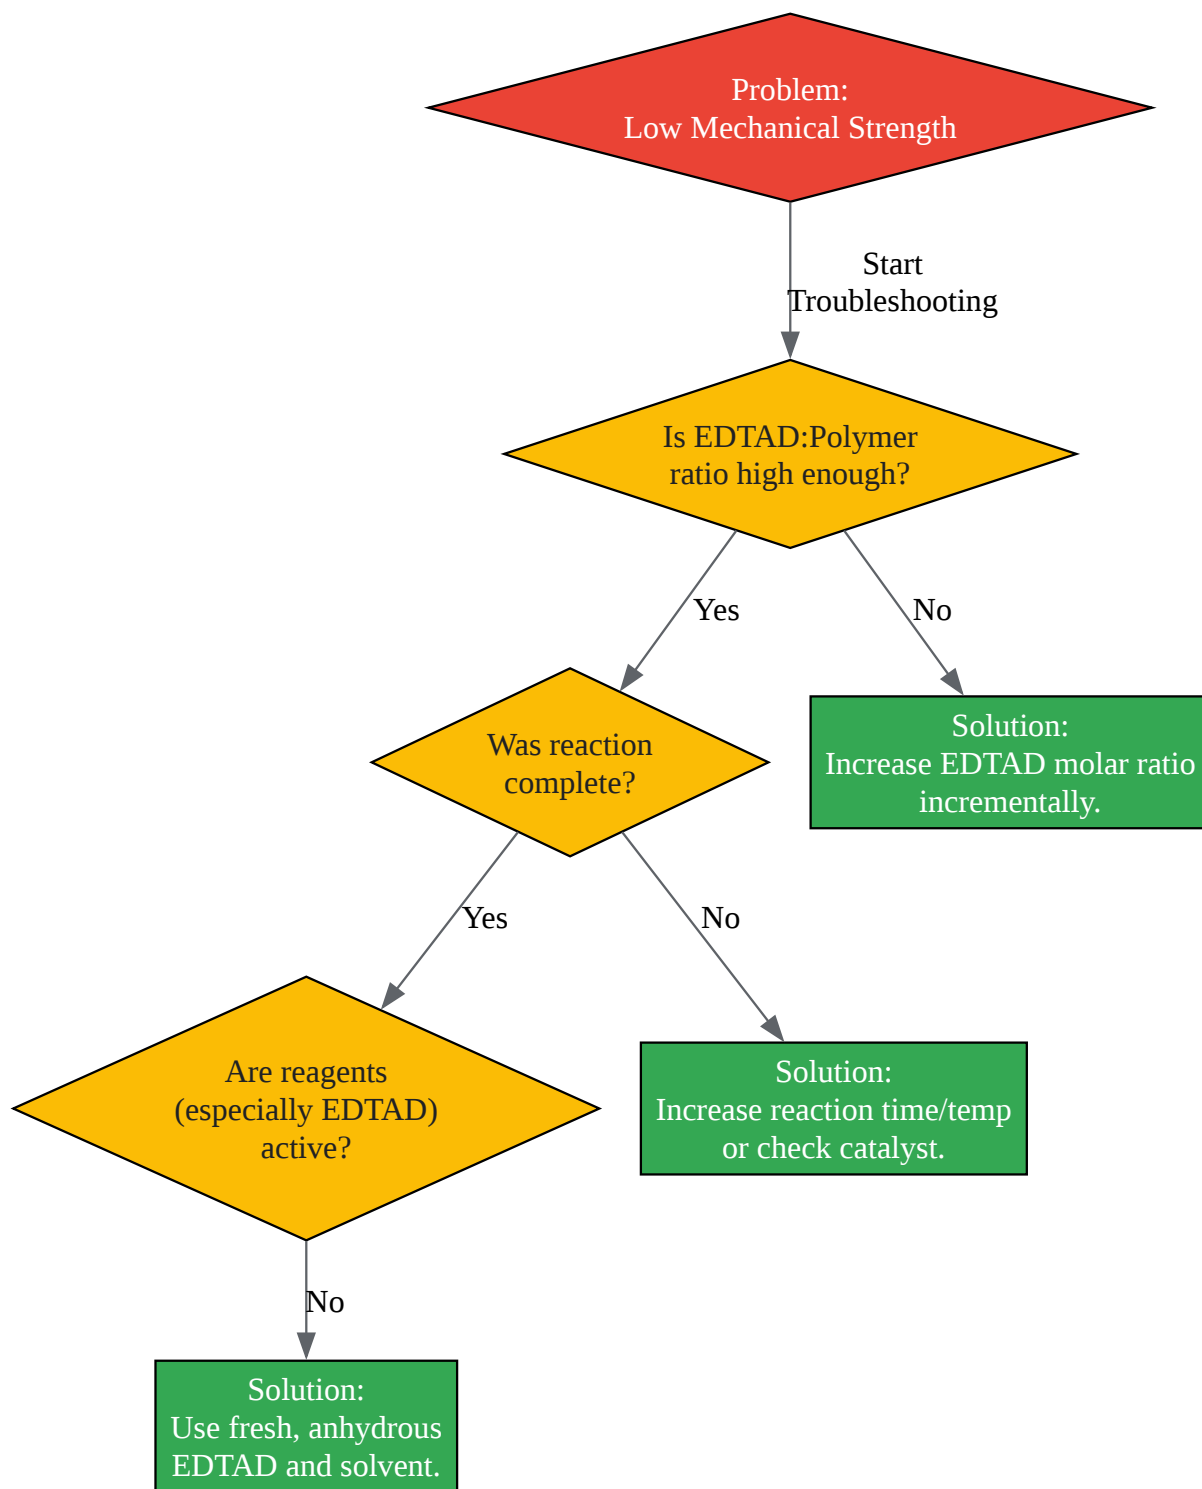 Problem:
Low Mechanical Strength
Start
Troubleshooting
Is EDTAD:Polymer
ratio high enough?
Yes
No
Was reaction
complete?
Solution:
Increase EDTAD molar ratio
incrementally.
Yes
No
Are reagents
(especially EDTAD)
active?
Solution:
Increase reaction time/temp
or check catalyst.
No
Solution:
Use fresh, anhydrous
EDTAD and solvent.